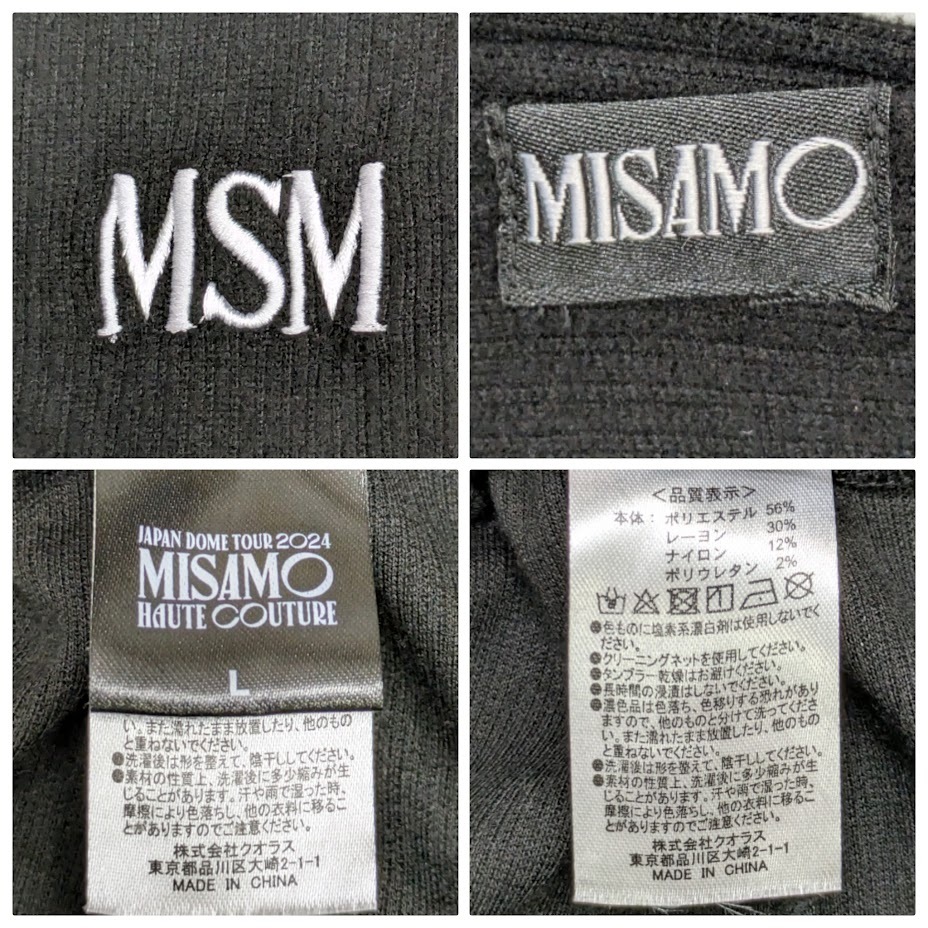 MSM
MISAMO
JAPAN DOME TOUR 2024
MISAMO
HAUTE COUTURE
L
い。また濡れたまま放置したり、他のもの
と重ねないでください。
●洗濯後は形を整えて、陰干ししてください。
●素材の性質上、洗濯後に多少縮みが生
じることがあります。汗や雨で湿った時、
摩擦により色落ちし、他の衣料に移るこ
とがありますのでご注意ください。
株式会社クオラス
東京都品川区大崎2-1-1
MADE IN CHINA
<品質表示>
本体: ポリエステル 56%
レーヨン 30%
ナイロン 12%
ポリウレタン 2%
●色ものに塩素系漂白剤は使用しないでく
ださい。
●クリーニングネットを使用してください。
●タンブラー乾燥はお避けください。
●長時間の浸漬はしないでください。
●濃色品は色落ち、色移りする恐れがあり
ますので、他のものと分けて洗ってくださ
い。また濡れたまま放置したり、他のもの
と重ねないでください。
●洗濯後は形を整えて、陰干ししてください。
●素材の性質上、洗濯後に多少縮みが生
じることがあります。汗や雨で湿った時、
摩擦により色落ちし、他の衣料に移るこ
とがありますのでご注意ください。
株式会社クオラス
東京都品川区大崎2-1-1
MADE IN CHINA